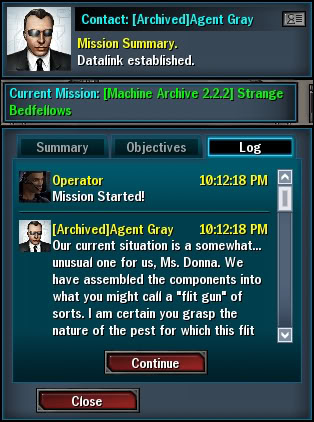 Contact: [Archived]Agent Gray
Mission Summary.
Datalink established.
Current Mission: [Machine Archive 2.2.2] Strange
Bedfellows
Summary
Objectives
Log
Operator 10:12:18 PM
Mission Started!
[Archived]Agent Gray 10:12:18 PM
Our current situation is a somewhat...
unusual one for us, Ms. Donna. We
have assembled the components into
what you might call a "flit gun" of
sorts. I am certain you grasp the
nature of the pest for which this flit
Continue
Close